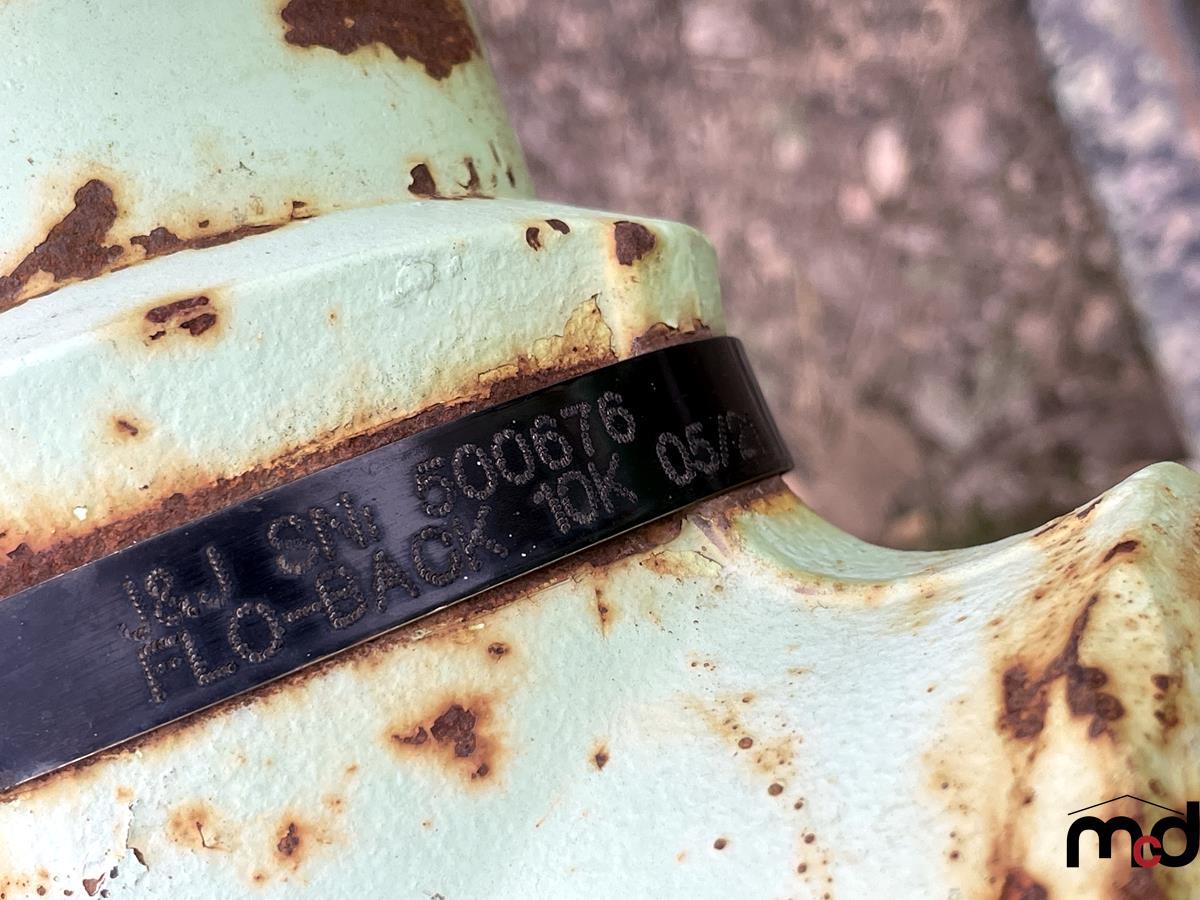 J&J SN: 500676
FLO-BACK 10K 05/2
mcd